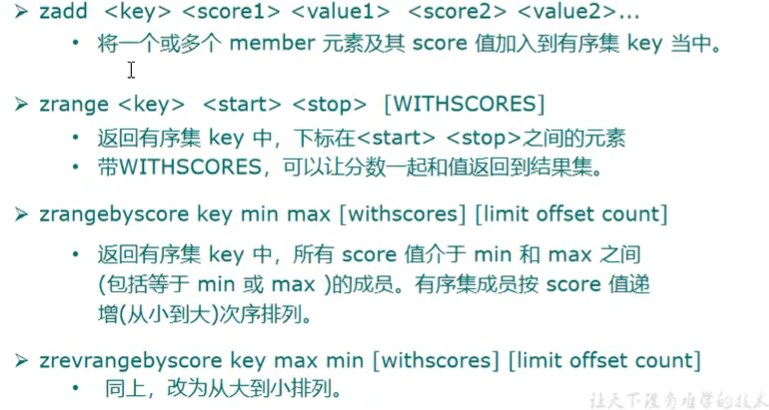 ➢ zadd <key> <score1> <value1> <score2> <value2>...
• 将一个或多个 member 元素及其 score 值加入到有序集 key 当中。
➢ zrange <key> <start> <stop> [WITHSCORES]
• 返回有序集 key 中，下标在<start> <stop>之间的元素
• 带WITHSCORES，可以让分数一起和值返回到结果集。
➢ zrangebyscore key min max [withscores] [limit offset count]
• 返回有序集 key 中，所有 score 值介于 min 和 max 之间
(包括等于 min 或 max )的成员。有序集成员按 score 值递
增(从小到大)次序排列。
➢ zrevrangebyscore key max min [withscores] [limit offset count]
• 同上，改为从大到小排列。
让天下没有难学的技术